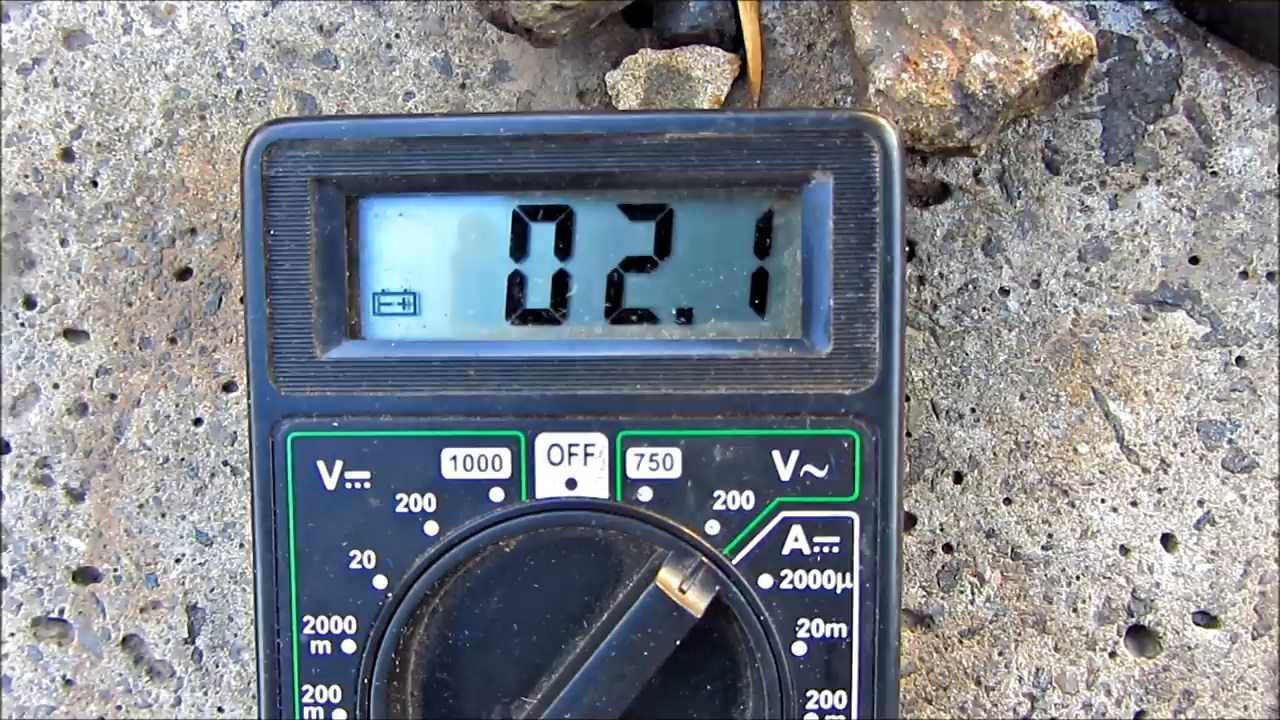 02.1
OFF
V⎓ 1000 750 V~
200 200
A⎓
20 2000µ
2000 20m
m
200 200
m m